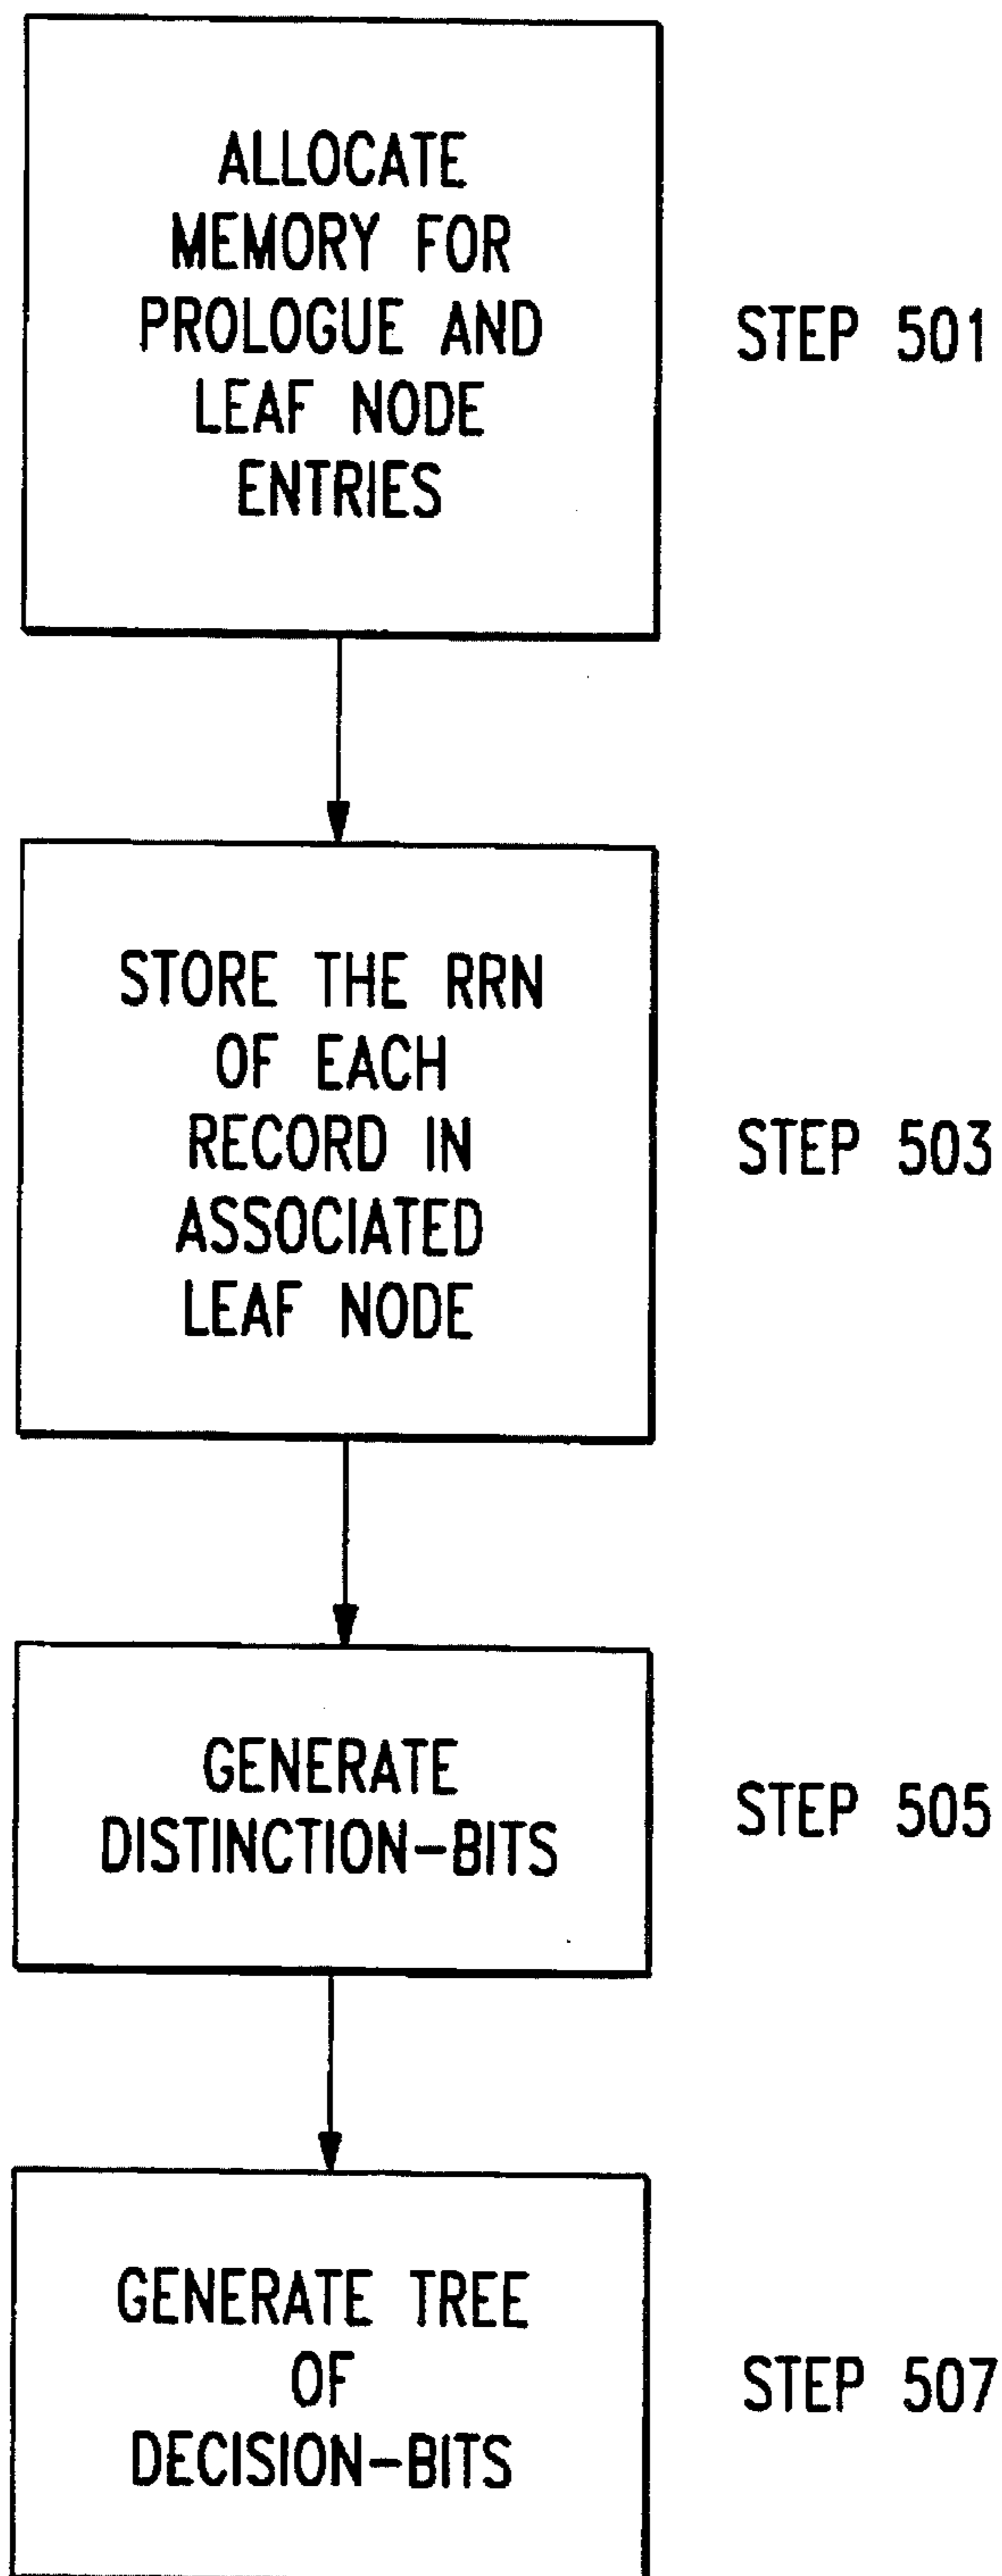 ALLOCATE
MEMORY FOR
PROLOGUE AND
LEAF NODE
ENTRIES
STEP 501
STORE THE RRN
OF EACH
RECORD IN
ASSOCIATED
LEAF NODE
STEP 503
GENERATE
DISTINCTION-BITS
STEP 505
GENERATE TREE
OF
DECISION-BITS
STEP 507